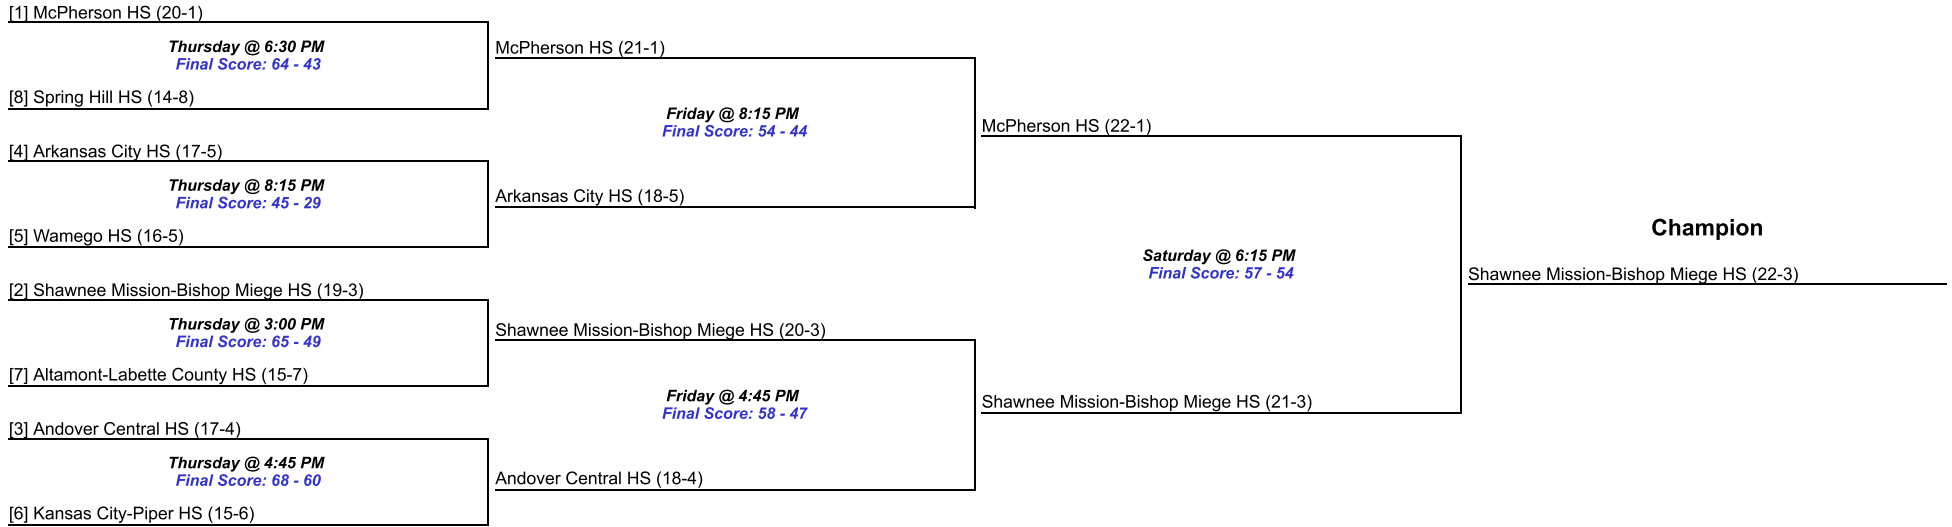 [1] McPherson HS (20-1)
Thursday @ 6:30 PM
Final Score: 64 - 43
[8] Spring Hill HS (14-8)
[4] Arkansas City HS (17-5)
Thursday @ 8:15 PM
Final Score: 45 - 29
[5] Wamego HS (16-5)
[2] Shawnee Mission-Bishop Miege HS (19-3)
Thursday @ 3:00 PM
Final Score: 65 - 49
[7] Altamont-Labette County HS (15-7)
[3] Andover Central HS (17-4)
Thursday @ 4:45 PM
Final Score: 68 - 60
[6] Kansas City-Piper HS (15-6)
McPherson HS (21-1)
Friday @ 8:15 PM
Final Score: 54 - 44
Arkansas City HS (18-5)
Shawnee Mission-Bishop Miege HS (20-3)
Friday @ 4:45 PM
Final Score: 58 - 47
Andover Central HS (18-4)
McPherson HS (22-1)
Saturday @ 6:15 PM
Final Score: 57 - 54
Shawnee Mission-Bishop Miege HS (21-3)
Champion
Shawnee Mission-Bishop Miege HS (22-3)